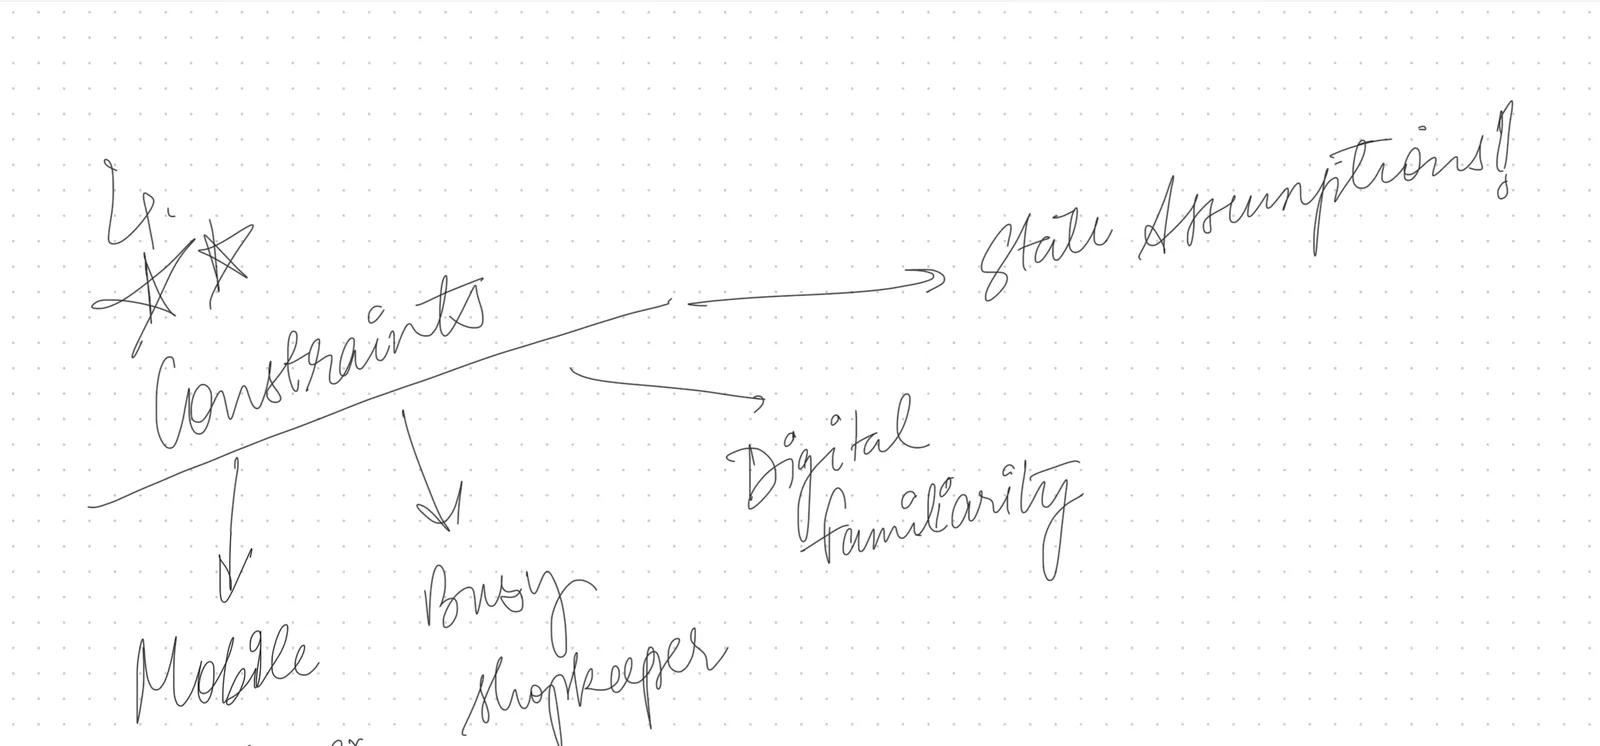 4.
Constraints
State Assumptions!
Digital
familiarity
Busy
shopkeeper
Mobile